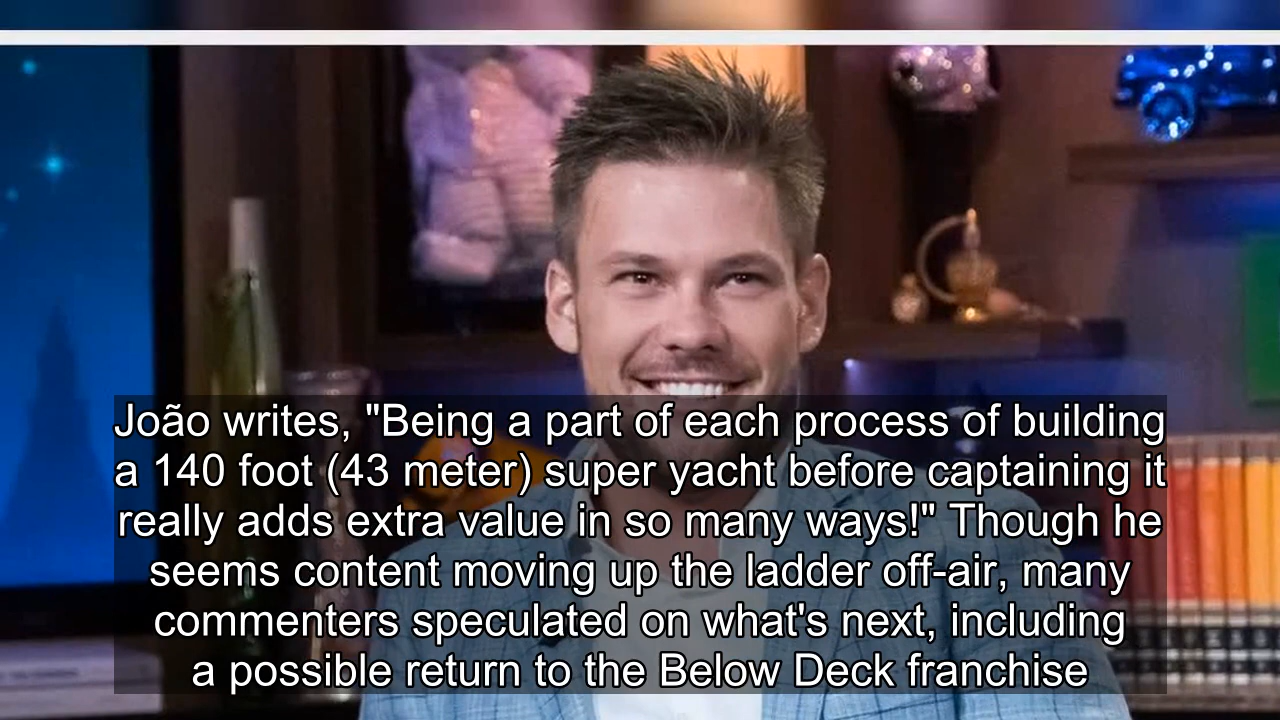 João writes, "Being a part of each process of building
a 140 foot (43 meter) super yacht before captaining it
really adds extra value in so many ways!" Though he
seems content moving up the ladder off-air, many
commenters speculated on what's next, including
a possible return to the Below Deck franchise